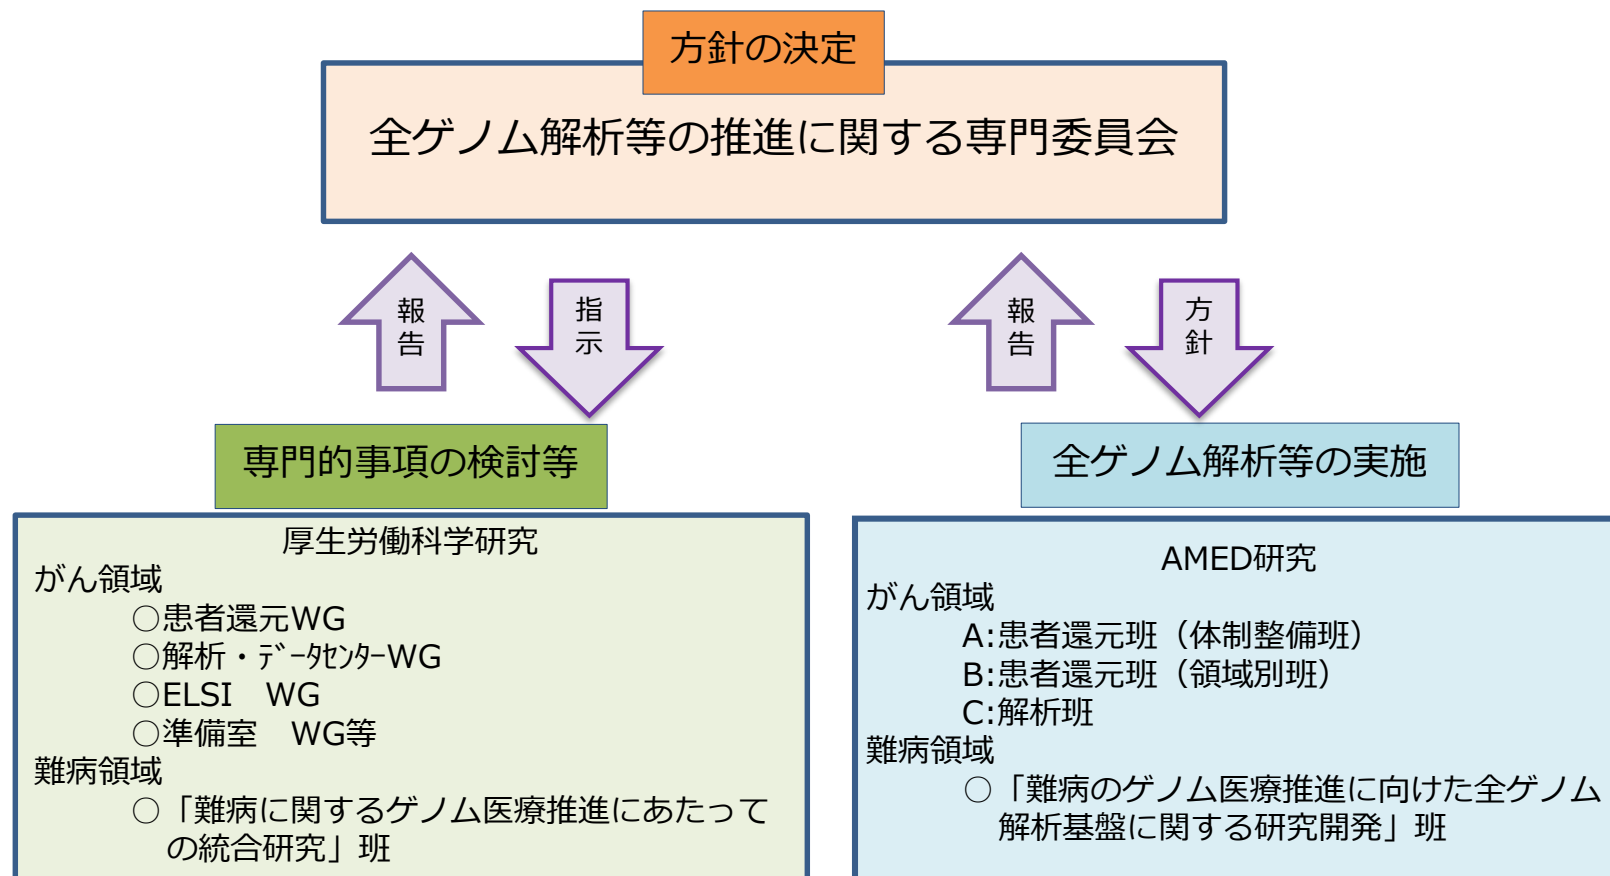 方針の決定
全ゲノム解析等の推進に関する専門委員会
報告
指示
報告
方針
専門的事項の検討等
厚生労働科学研究
がん領域
○患者還元WG
○解析・ﾃﾞｰﾀｾﾝﾀｰWG
○ELSI　WG
○準備室　WG等
難病領域
○「難病に関するゲノム医療推進にあたって
の統合研究」班
全ゲノム解析等の実施
AMED研究
がん領域
A:患者還元班（体制整備班）
B:患者還元班（領域別班）
C:解析班
難病領域
○「難病のゲノム医療推進に向けた全ゲノム
解析基盤に関する研究開発」班